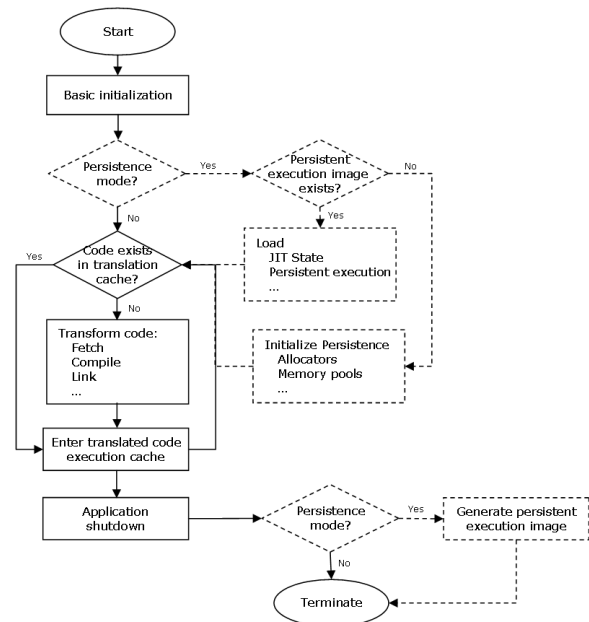 Start
Basic initialization
Persistence
mode?
Yes
Persistent
execution image
exists?
No
No
Yes
Yes
Code exists
in translation
cache?
Load
JIT State
Persistent execution
...
No
Transform code:
Fetch
Compile
Link
...
Initialize Persistence
Allocators
Memory pools
...
Enter translated code
execution cache
Application
shutdown
Persistence
mode?
Yes
Generate persistent
execution image
No
Terminate